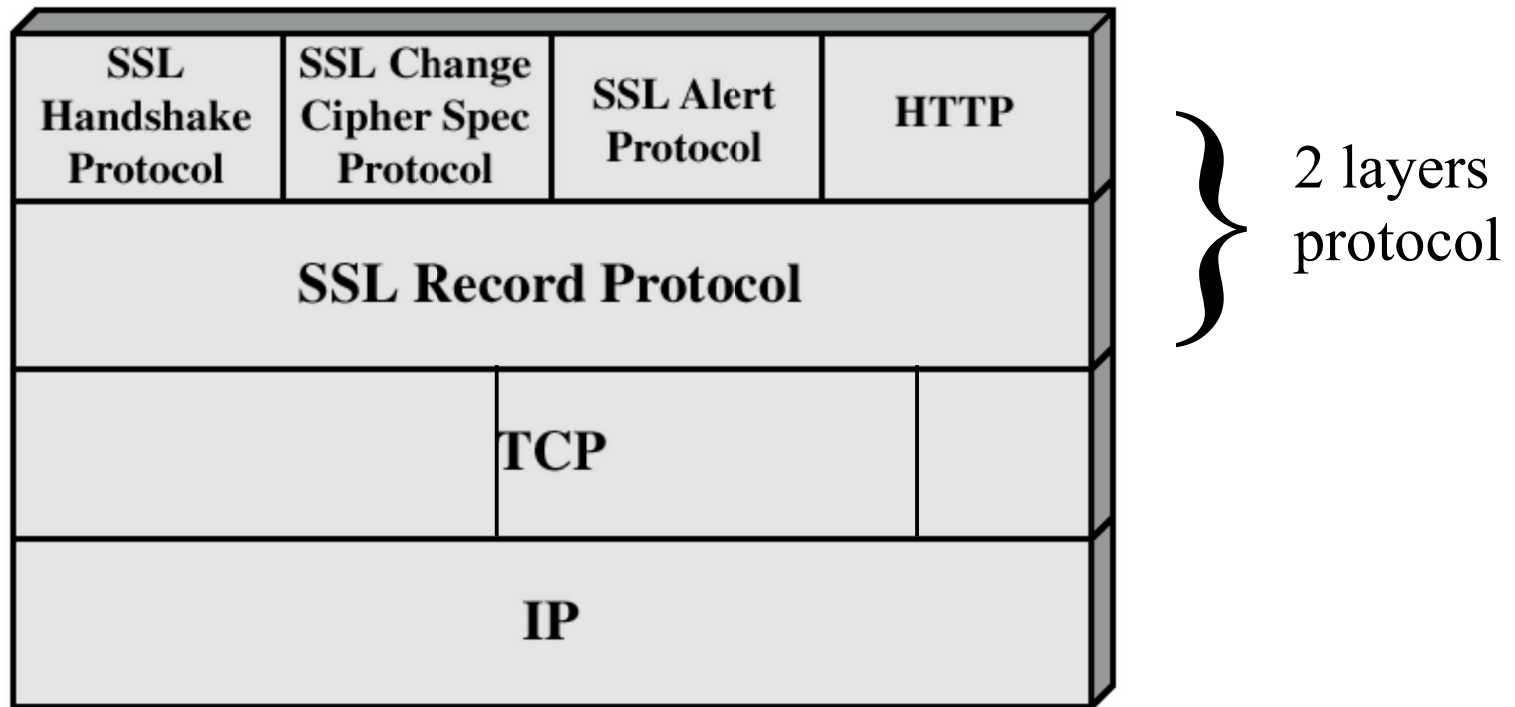 SSL
Handshake
Protocol
SSL Change
Cipher Spec
Protocol
SSL Alert
Protocol
HTTP
2 layers
protocol
SSL Record Protocol
TCP
IP